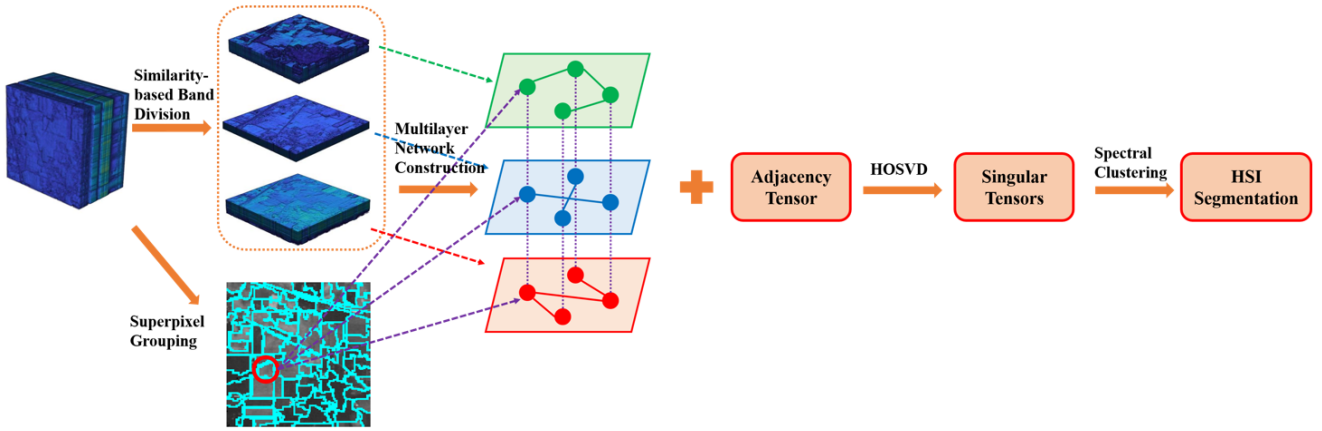 Similarity-
based Band
Division
Superpixel
Grouping
Multilayer
Network
Construction
Adjacency
Tensor
HOSVD
Singular
Tensors
Spectral
Clustering
HSI
Segmentation